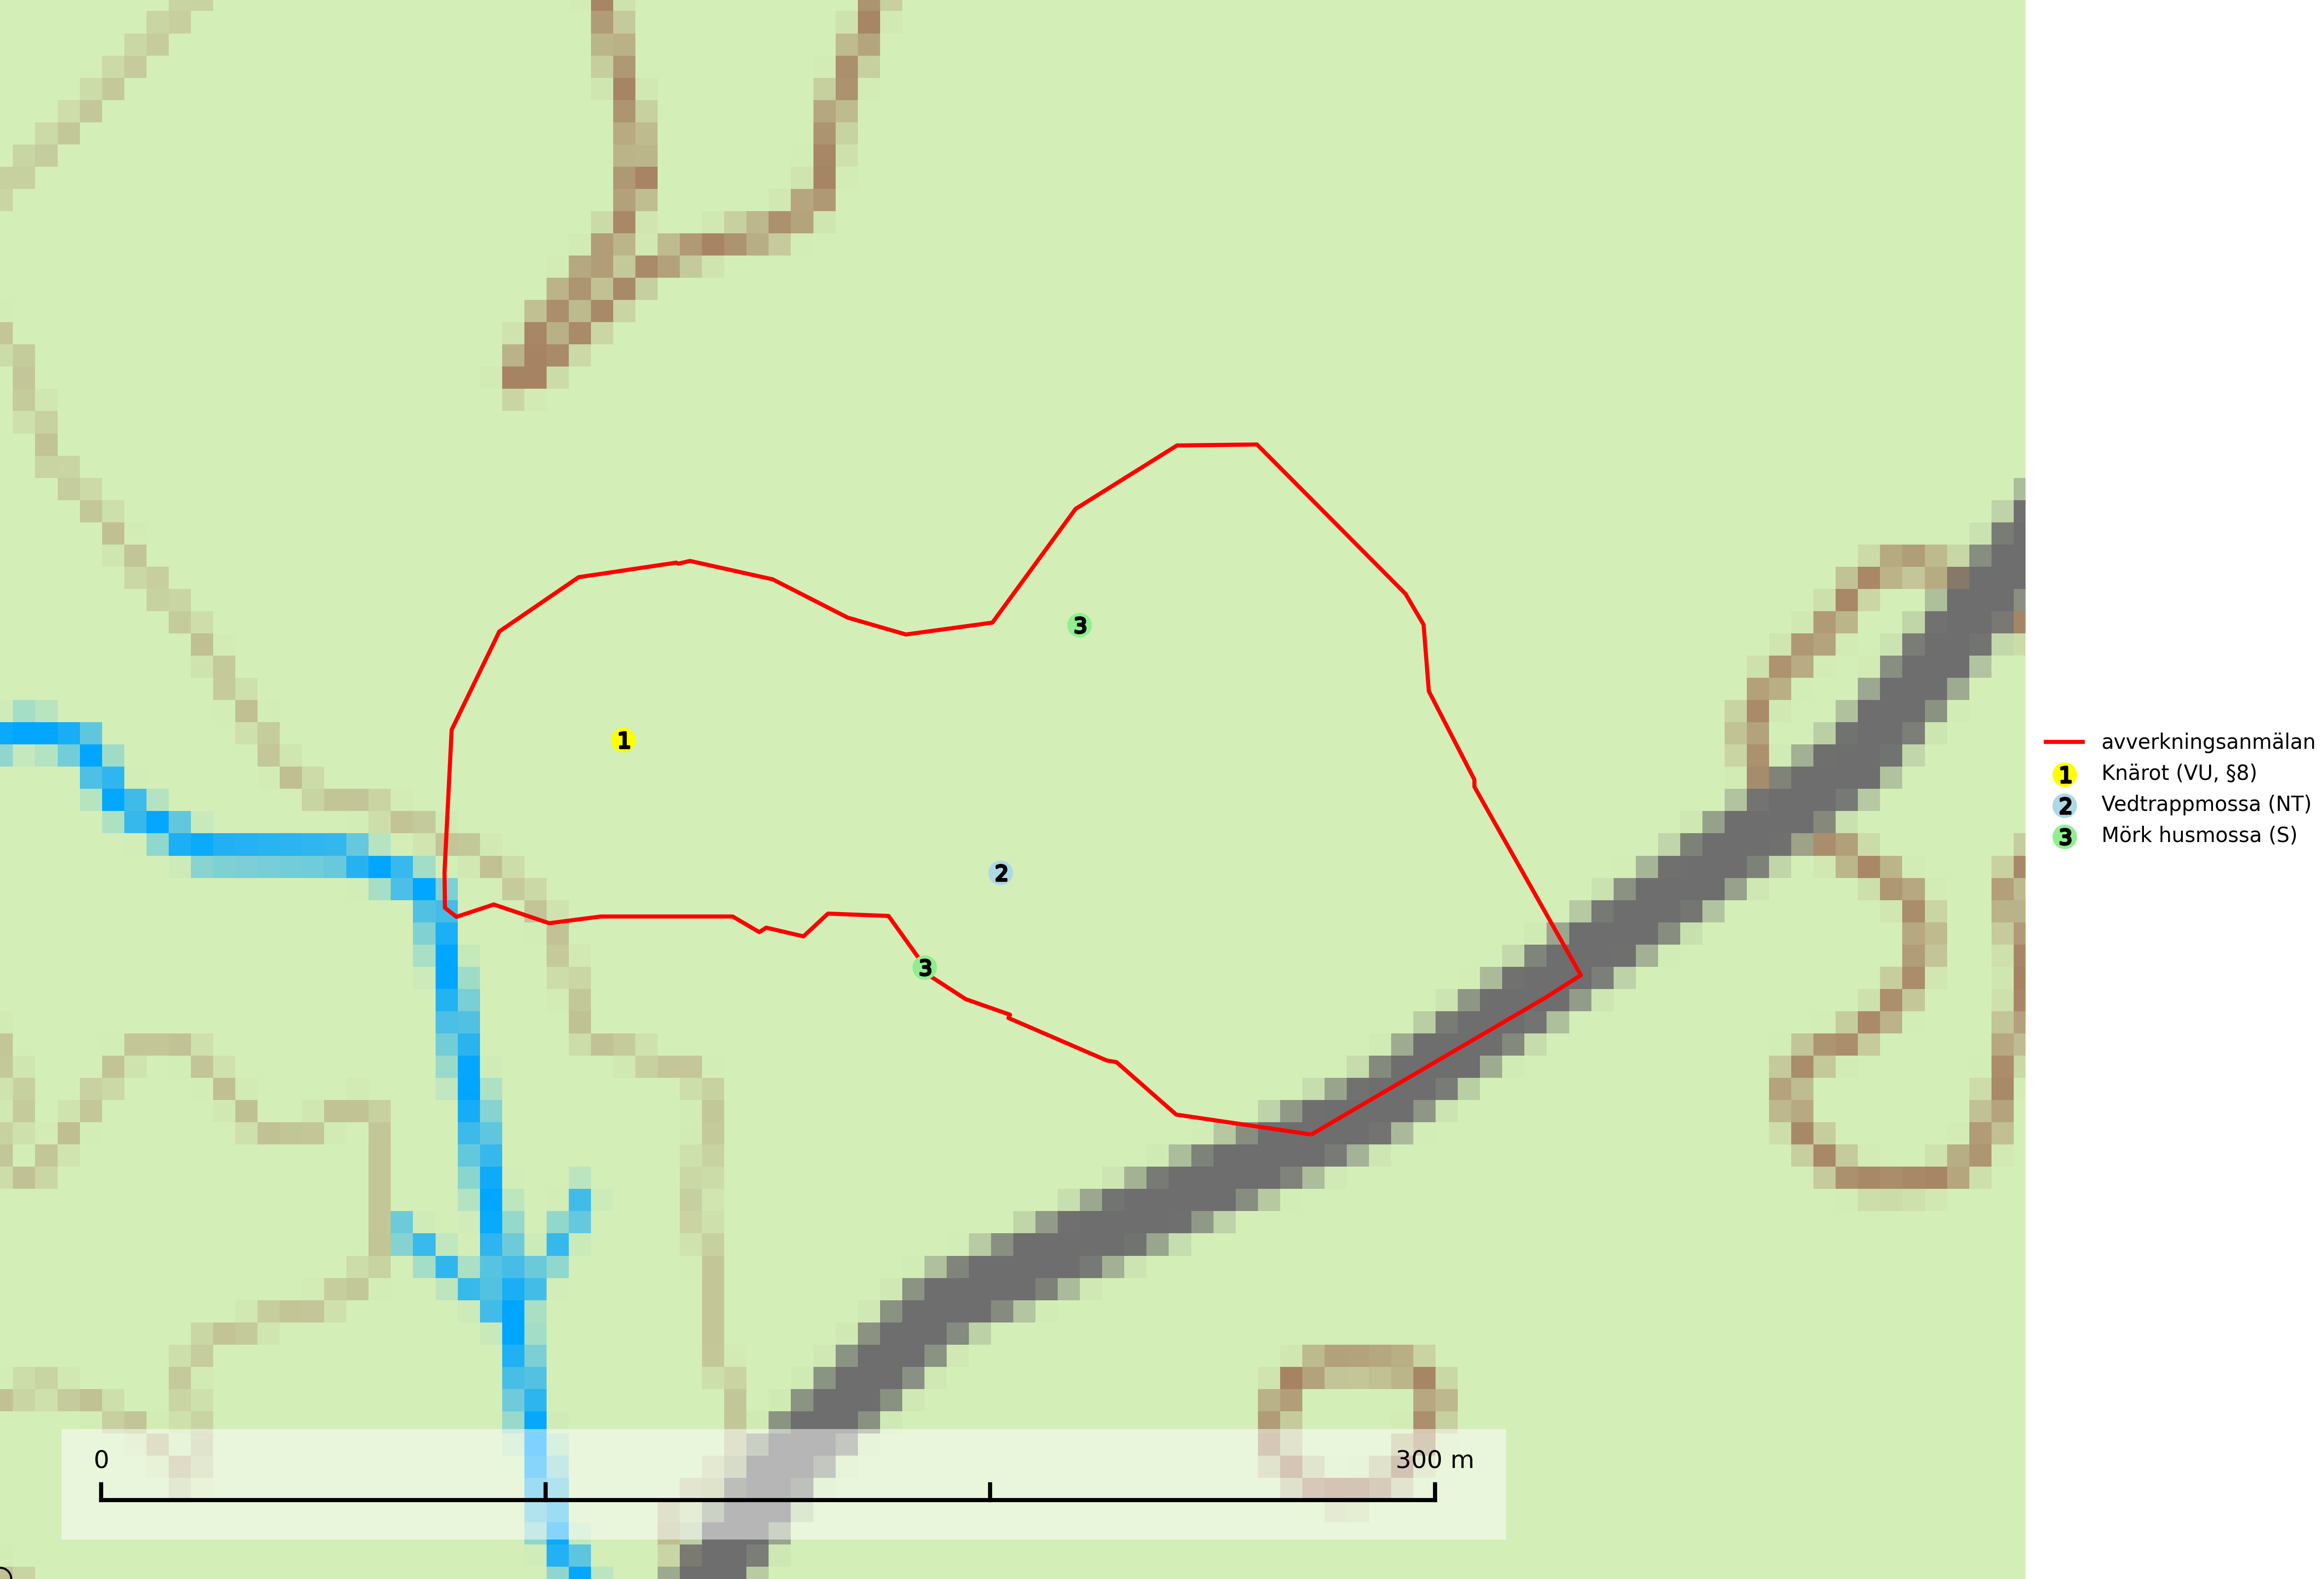 3
1
2
3
0
300 m
avverkningsanmälan
1 Knärot (VU, §8)
2 Vedtrappmossa (NT)
3 Mörk husmossa (S)